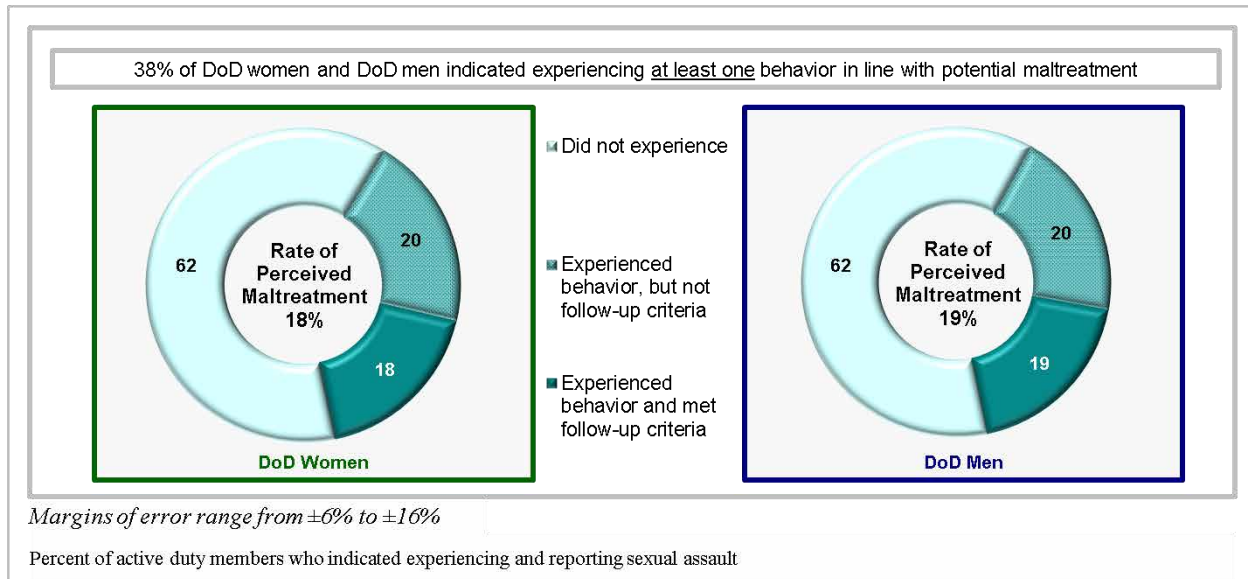 38% of DoD women and DoD men indicated experiencing at least one behavior in line with potential maltreatment
62
20
18
Rate of
Perceived
Maltreatment
18%
DoD Women
Did not experience
Experienced
behavior, but not
follow-up criteria
Experienced
behavior and met
follow-up criteria
62
20
19
Rate of
Perceived
Maltreatment
19%
DoD Men
Margins of error range from ±6% to ±16%
Percent of active duty members who indicated experiencing and reporting sexual assault